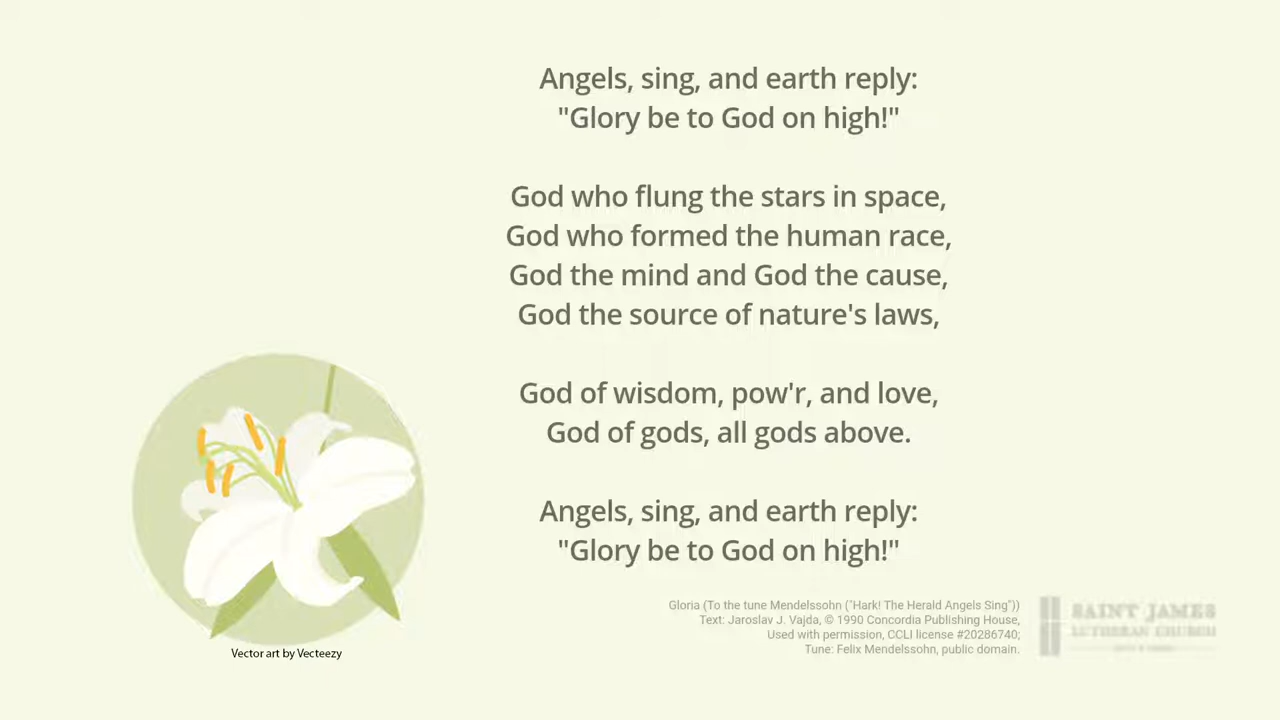 Angels, sing, and earth reply:
"Glory be to God on high!"
God who flung the stars in space,
God who formed the human race,
God the mind and God the cause,
God the source of nature's laws,
God of wisdom, pow'r, and love,
God of gods, all gods above.
Angels, sing, and earth reply:
"Glory be to God on high!"
Gloria (To the tune Mendelssohn ("Hark! The Herald Angels Sing"))
Text: Jaroslav J. Vajda, © 1990 Concordia Publishing House,
Used with permission, CCLI license #20286740;
Tune: Felix Mendelssohn, public domain.
SAINT JAMES
LUTHERAN CHURCH
Vector art by Vecteezy